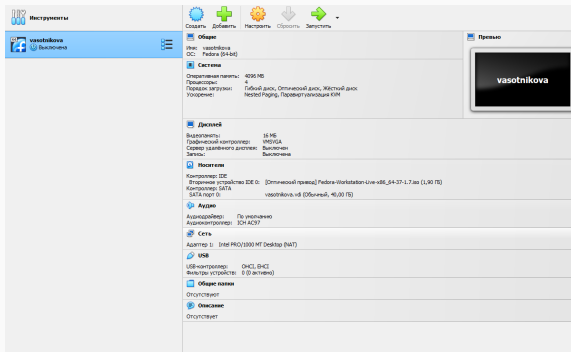 Инструменты
Создать Добавить Настроить Сбросить Запустить
vasotnikova
Выключена
Общие
Имя: vasotnikova
ОС: Fedora (64-bit)
Превью
vasotnikova
Система
Оперативная память: 4096 МБ
Процессоры: 4
Порядок загрузки: Гибкий диск, Оптический диск, Жёсткий диск
Ускорение: Nested Paging, Паравиртуализация KVM
Дисплей
Видеопамять: 16 МБ
Графический контроллер: VMSVGA
Сервер удалённого дисплея: Выключен
Запись: Выключена
Носители
Контроллер: IDE
Вторичное устройство IDE 0: [Оптический привод] Fedora-Workstation-Live-x86_64-37-1.7.iso (1,90 ГБ)
Контроллер: SATA
SATA порт 0: vasotnikova.vdi (Обычный, 40,00 ГБ)
Аудио
Аудиодрайвер: По умолчанию
Аудиоконтроллер: ICH AC97
Сеть
Адаптер 1: Intel PRO/1000 MT Desktop (NAT)
USB
USB-контроллер: OHCI, EHCI
Фильтры устройств: 0 (0 активно)
Общие папки
Отсутствуют
Описание
Отсутствует